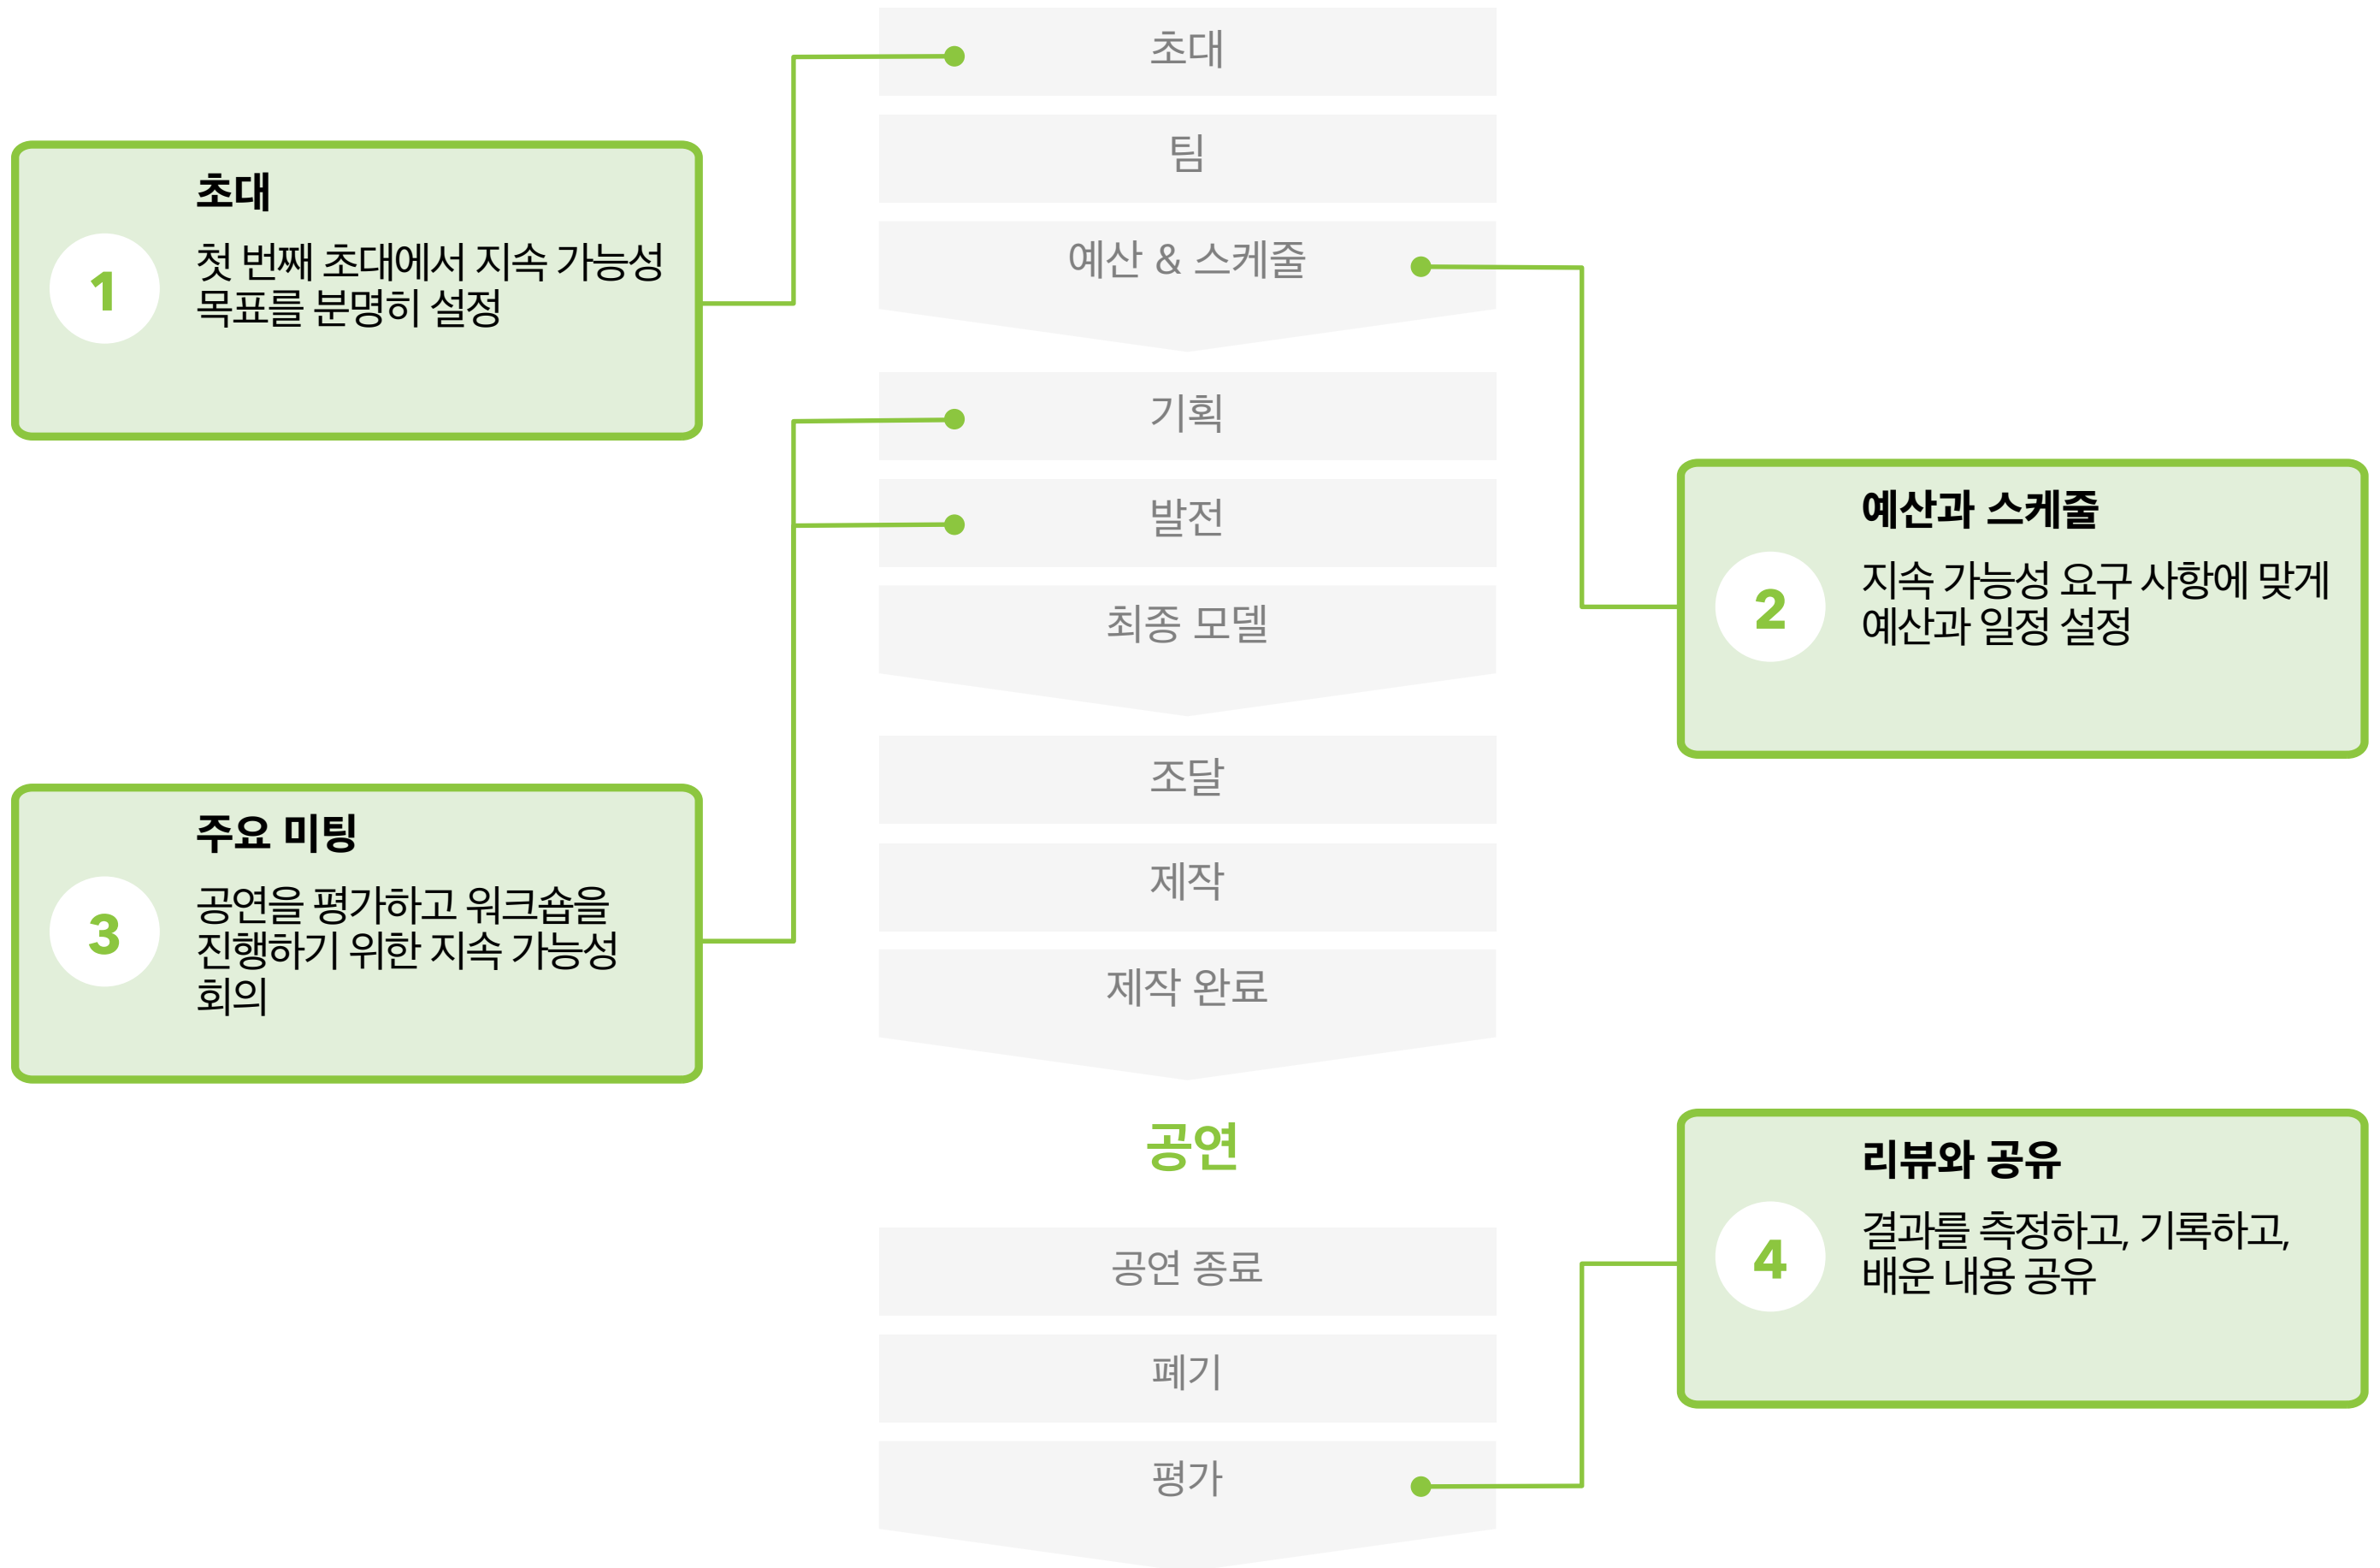 초대
팀
예산 & 스케줄
기획
발전
최종 모델
조달
제작
제작 완료
공연
공연 종료
폐기
평가
1
초대
첫 번째 초대에서 지속 가능성
목표를 분명히 설정
2
예산과 스케줄
지속 가능성 요구 사항에 맞게
예산과 일정 설정
3
주요 미팅
공연을 평가하고 워크숍을
진행하기 위한 지속 가능성
회의
4
리뷰와 공유
결과를 측정하고, 기록하고,
배운 내용 공유